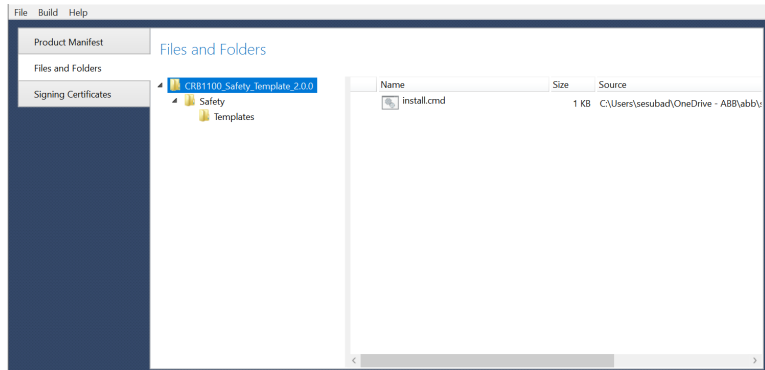 File Build Help
Product Manifest
Files and Folders
Signing Certificates
Files and Folders
CRB1100_Safety_Template_2.0.0
Safety
Templates
Name Size Source
install.cmd 1 KB C:\Users\sesubad\OneDrive - ABB\abb\s